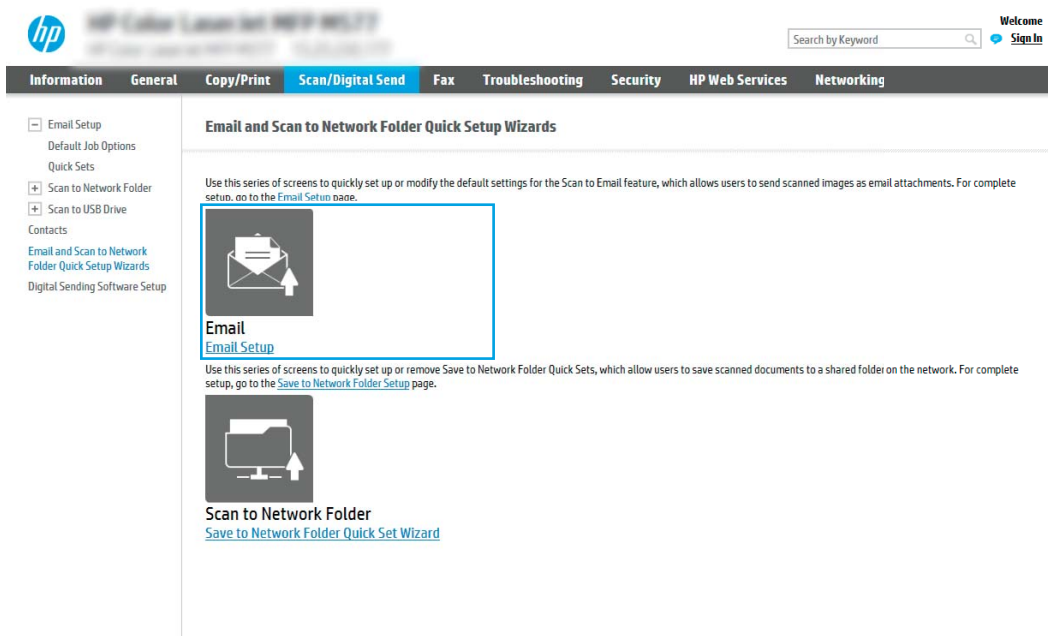 hp
Welcome
Search by Keyword
Sign In
Information General Copy/Print Scan/Digital Send Fax Troubleshooting Security HP Web Services Networking
Email Setup
Default Job Options
Quick Sets
Scan to Network Folder
Scan to USB Drive
Contacts
Email and Scan to Network
Folder Quick Setup Wizards
Digital Sending Software Setup
Email and Scan to Network Folder Quick Setup Wizards
Use this series of screens to quickly set up or modify the default settings for the Scan to Email feature, which allows users to send scanned images as email attachments. For complete
setup, go to the Email Setup page.
Email
Email Setup
Use this series of screens to quickly set up or remove Save to Network Folder Quick Sets, which allow users to save scanned documents to a shared folder on the network. For complete
setup, go to the Save to Network Folder Setup page.
Scan to Network Folder
Save to Network Folder Quick Set Wizard